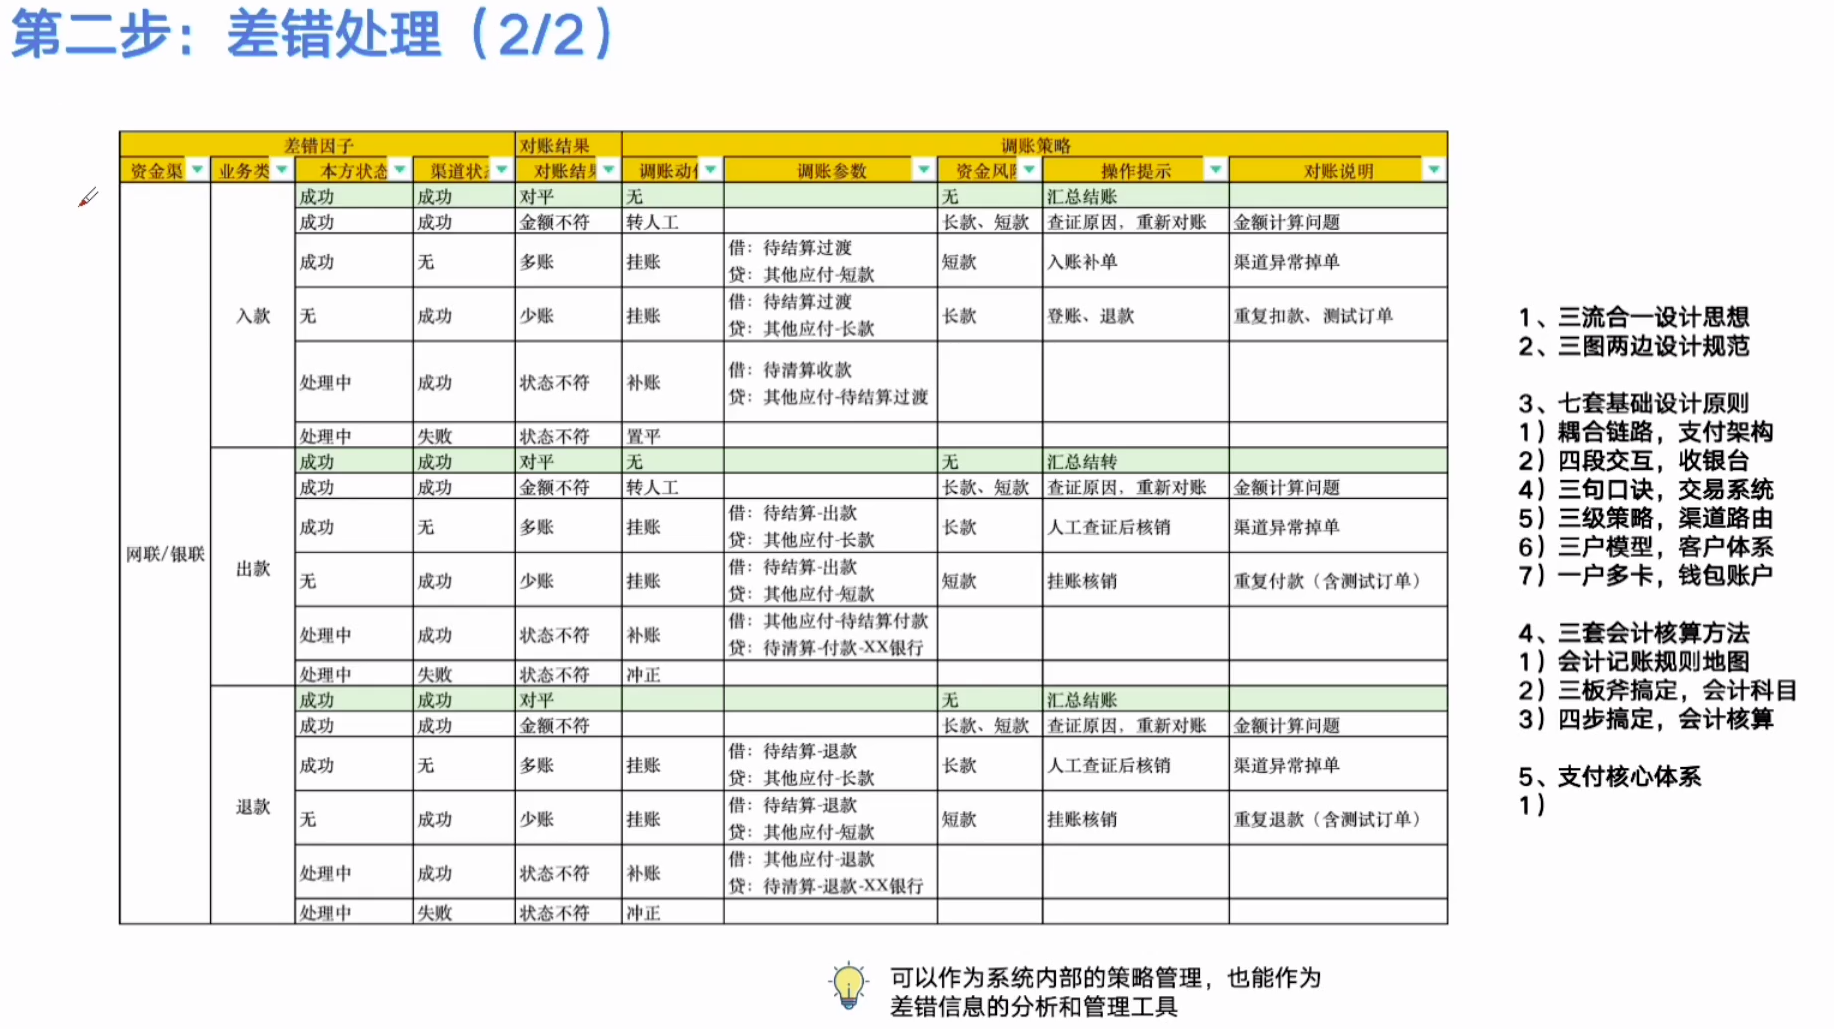 第二步：差错处理（2/2）
差错因子 对账结果 调账策略
资金渠 业务类 本方状态 渠道状态 对账结果 调账动作 调账参数 资金风险 操作提示 对账说明
网联/银联
入款
成功 成功 对平 无 无 汇总结账
成功 成功 金额不符 转人工 长款、短款 查证原因，重新对账 金额计算问题
成功 无 多账 挂账 借：待结算过渡 短款 入账补单 渠道异常掉单
贷：其他应付-短款
无 成功 少账 挂账 借：待结算过渡 长款 登账、退款 重复扣款、测试订单
贷：其他应付-长款
处理中 成功 状态不符 补账 借：待清算收款
贷：其他应付-待结算过渡
处理中 失败 状态不符 置平
出款
成功 成功 对平 无 无 汇总结转
成功 成功 金额不符 转人工 长款、短款 查证原因，重新对账 金额计算问题
成功 无 多账 挂账 借：待结算-出款 长款 人工查证后核销 渠道异常掉单
贷：其他应付-长款
无 成功 少账 挂账 借：待结算-出款 短款 挂账核销 重复付款（含测试订单）
贷：其他应付-短款
处理中 成功 状态不符 补账 借：其他应付-待结算付款
贷：待清算-付款-XX银行
处理中 失败 状态不符 冲正
退款
成功 成功 对平 无 汇总结账
成功 成功 金额不符 长款、短款 查证原因，重新对账 金额计算问题
成功 无 多账 挂账 借：待结算-退款 长款 人工查证后核销 渠道异常掉单
贷：其他应付-长款
无 成功 少账 挂账 借：待结算-退款 短款 挂账核销 重复退款（含测试订单）
贷：其他应付-短款
处理中 成功 状态不符 补账 借：其他应付-退款
贷：待清算-退款-XX银行
处理中 失败 状态不符 冲正
1、三流合一设计思想
2、三图两边设计规范
3、七套基础设计原则
1）耦合链路，支付架构
2）四段交互，收银台
4）三句口诀，交易系统
5）三级策略，渠道路由
6）三户模型，客户体系
7）一户多卡，钱包账户
4、三套会计核算方法
1）会计记账规则地图
2）三板斧搞定，会计科目
3）四步搞定，会计核算
5、支付核心体系
1）
可以作为系统内部的策略管理，也能作为
差错信息的分析和管理工具